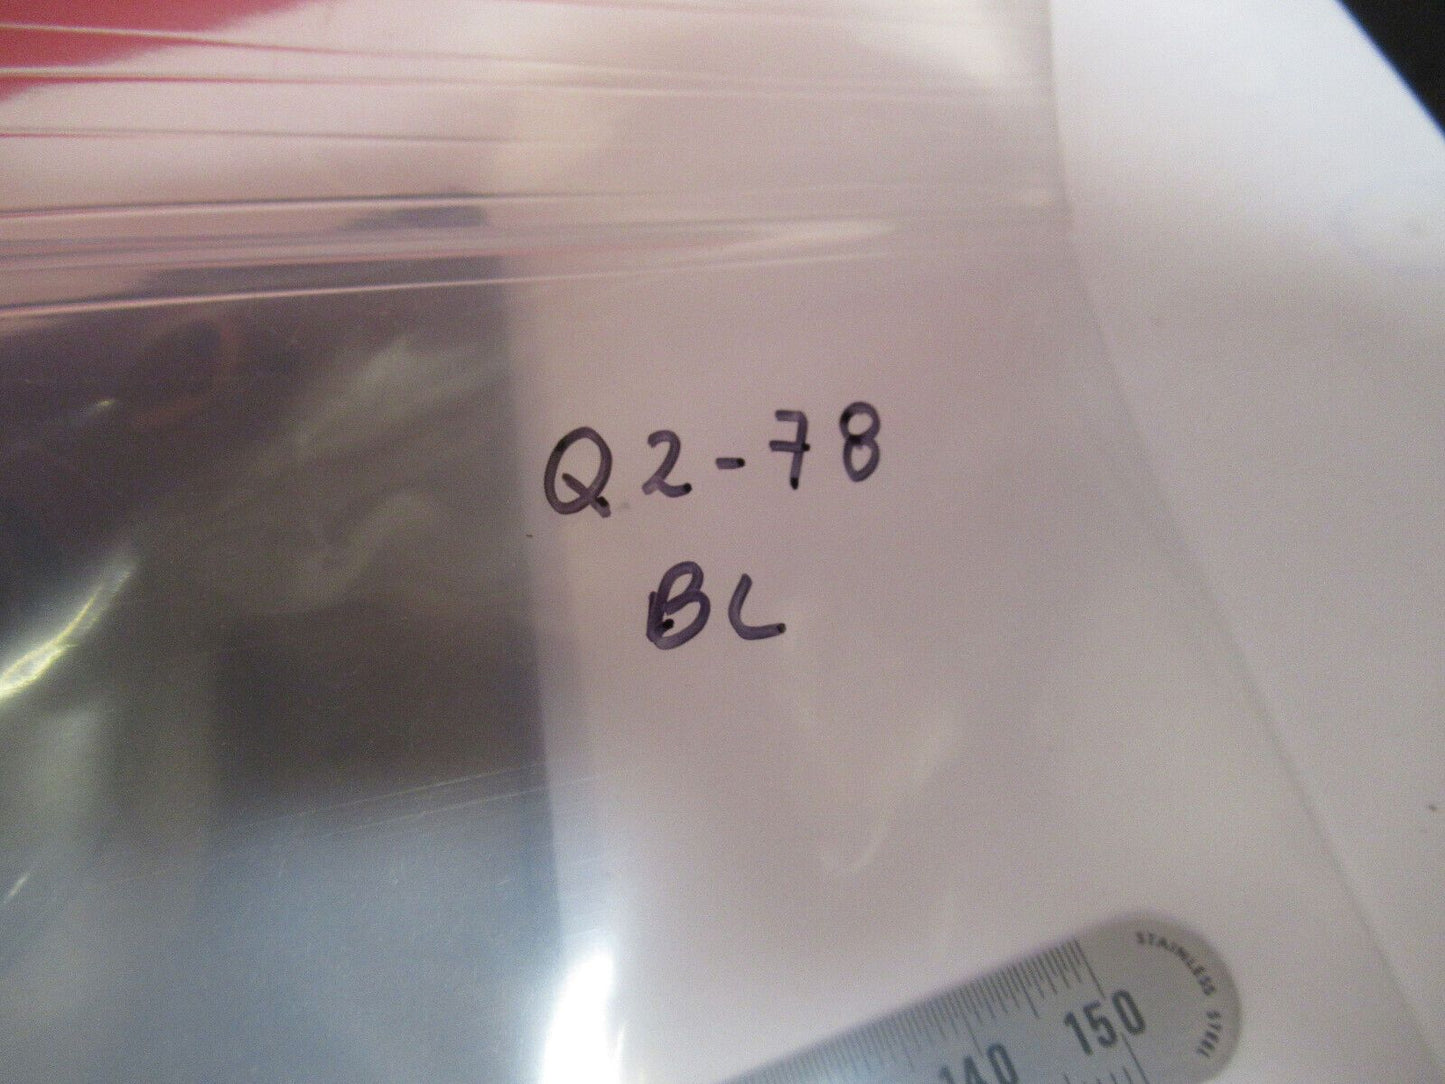 Q2-78
BL
STAINLESS STEEL
140 150